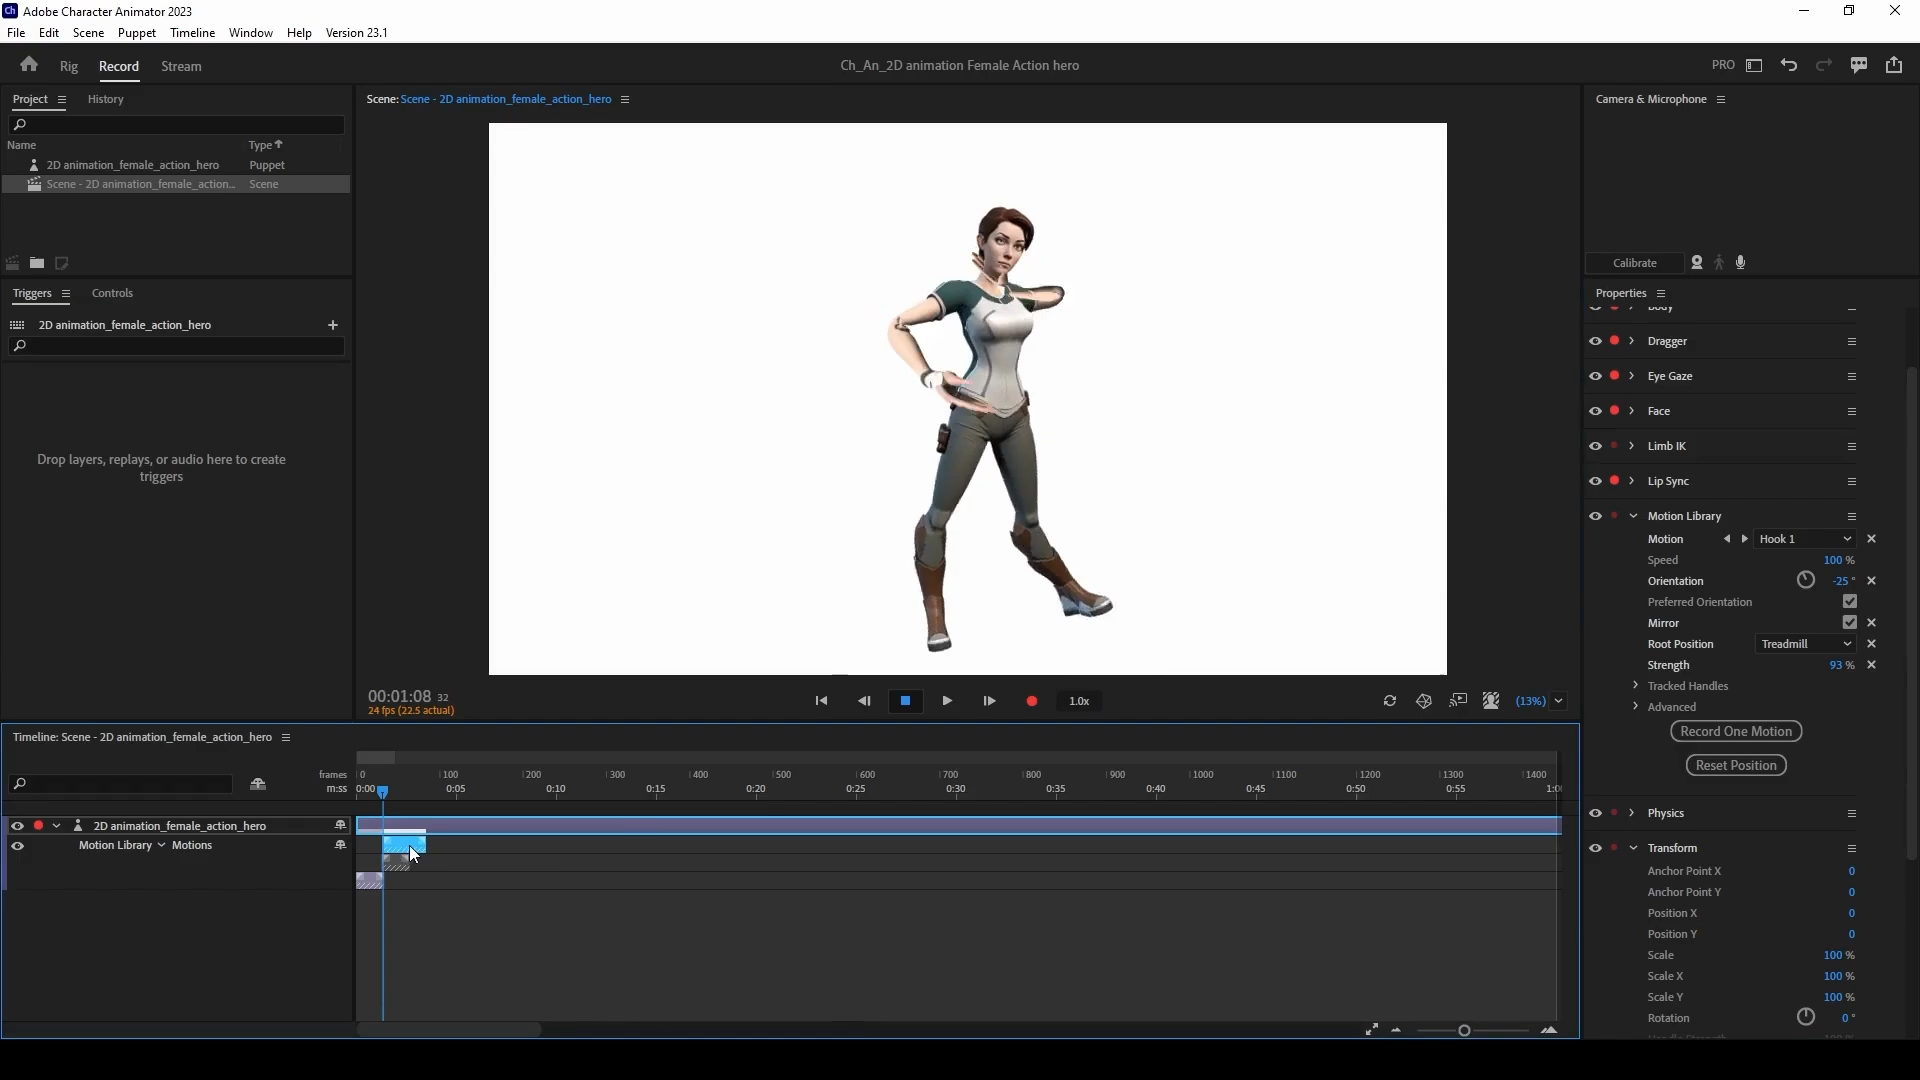 Ch Adobe Character Animator 2023
File Edit Scene Puppet Timeline Window Help Version 23.1
Rig Record Stream
Ch_An_2D animation Female Action hero
PRO
Project History
Name Type
2D animation_female_action_hero Puppet
Scene - 2D animation_female_action... Scene
Triggers Controls
2D animation_female_action_hero
Drop layers, replays, or audio here to create
triggers
Scene: Scene - 2D animation_female_action_hero
00:01:08 32
24 fps (22.5 actual)
1.0x
(13%)
Camera & Microphone
Calibrate
Properties
Body
Dragger
Eye Gaze
Face
Limb IK
Lip Sync
Motion Library
Motion Hook 1
Speed 100 %
Orientation -25 °
Preferred Orientation
Mirror
Root Position Treadmill
Strength 93 %
Tracked Handles
Advanced
Record One Motion
Reset Position
Physics
Transform
Anchor Point X 0
Anchor Point Y 0
Position X 0
Position Y 0
Scale 100 %
Scale X 100 %
Scale Y 100 %
Rotation 0 °
Handle Strength 100 %
Timeline: Scene - 2D animation_female_action_hero
frames 0 100 200 300 400 500 600 700 800 900 1000 1100 1200 1300 1400
m:ss 0:00 0:05 0:10 0:15 0:20 0:25 0:30 0:35 0:40 0:45 0:50 0:55
2D animation_female_action_hero
Motion Library Motions